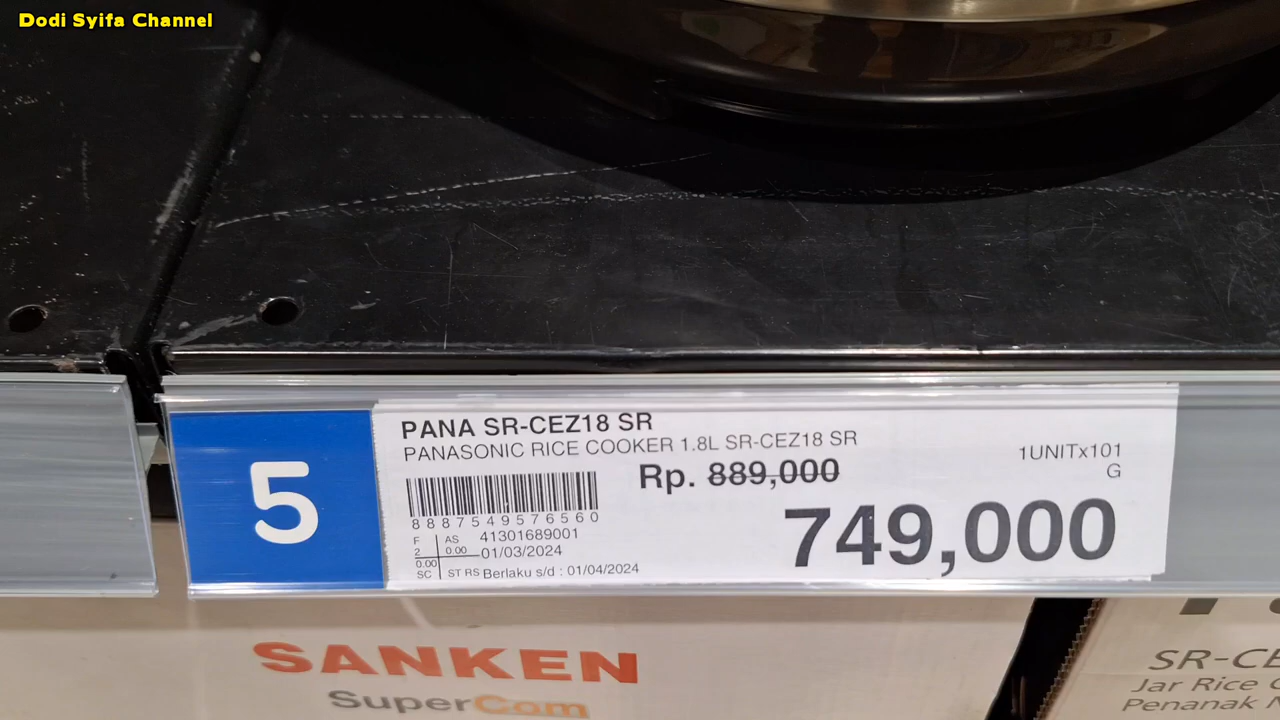 Dodi Syifa Channel
5
PANA SR-CEZ18 SR
PANASONIC RICE COOKER 1.8L SR-CEZ18 SR
Rp. 889,000
1UNITx101
G
749,000
8887549576560
F AS 41301689001
2 0.00 01/03/2024
0.00
SC ST RS Berlaku s/d : 01/04/2024
SANKEN
SuperCom
SR-CE
Jar Rice
Penanak